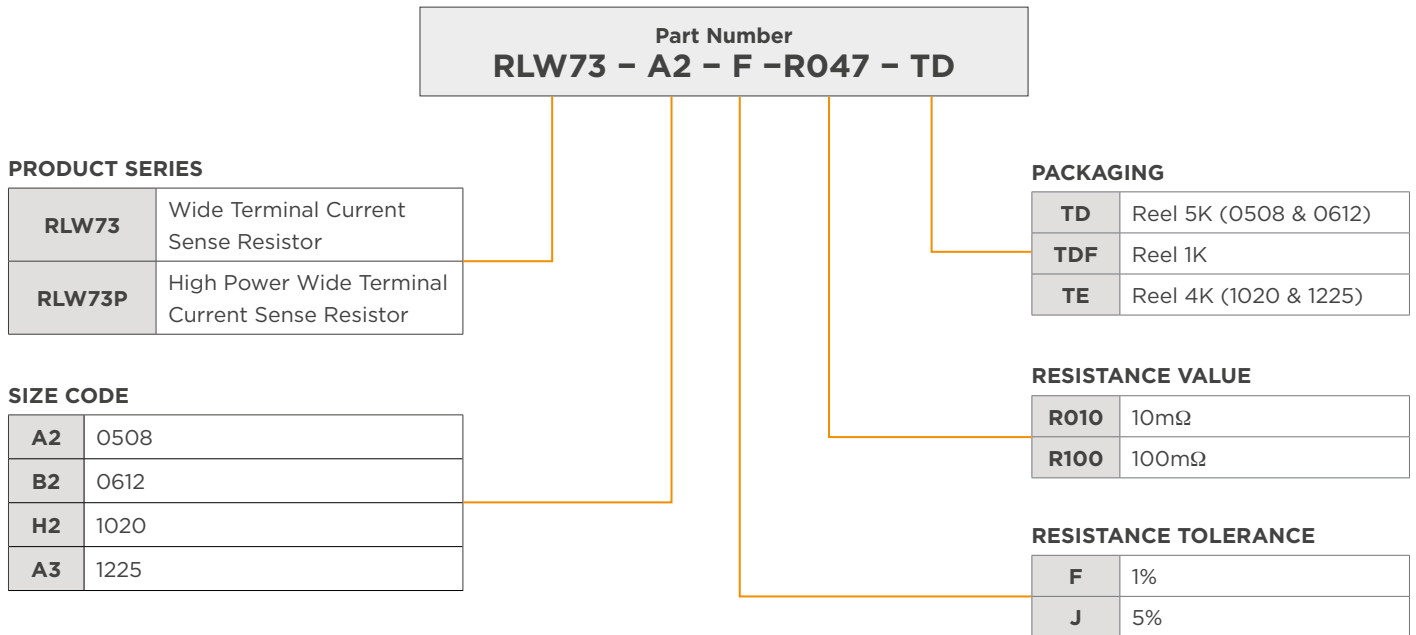 Part Number
RLW73 – A2 – F –R047 – TD
PRODUCT SERIES
RLW73 Wide Terminal Current
Sense Resistor
RLW73P High Power Wide Terminal
Current Sense Resistor
SIZE CODE
A2 0508
B2 0612
H2 1020
A3 1225
PACKAGING
TD Reel 5K (0508 & 0612)
TDF Reel 1K
TE Reel 4K (1020 & 1225)
RESISTANCE VALUE
R010 10mΩ
R100 100mΩ
RESISTANCE TOLERANCE
F 1%
J 5%